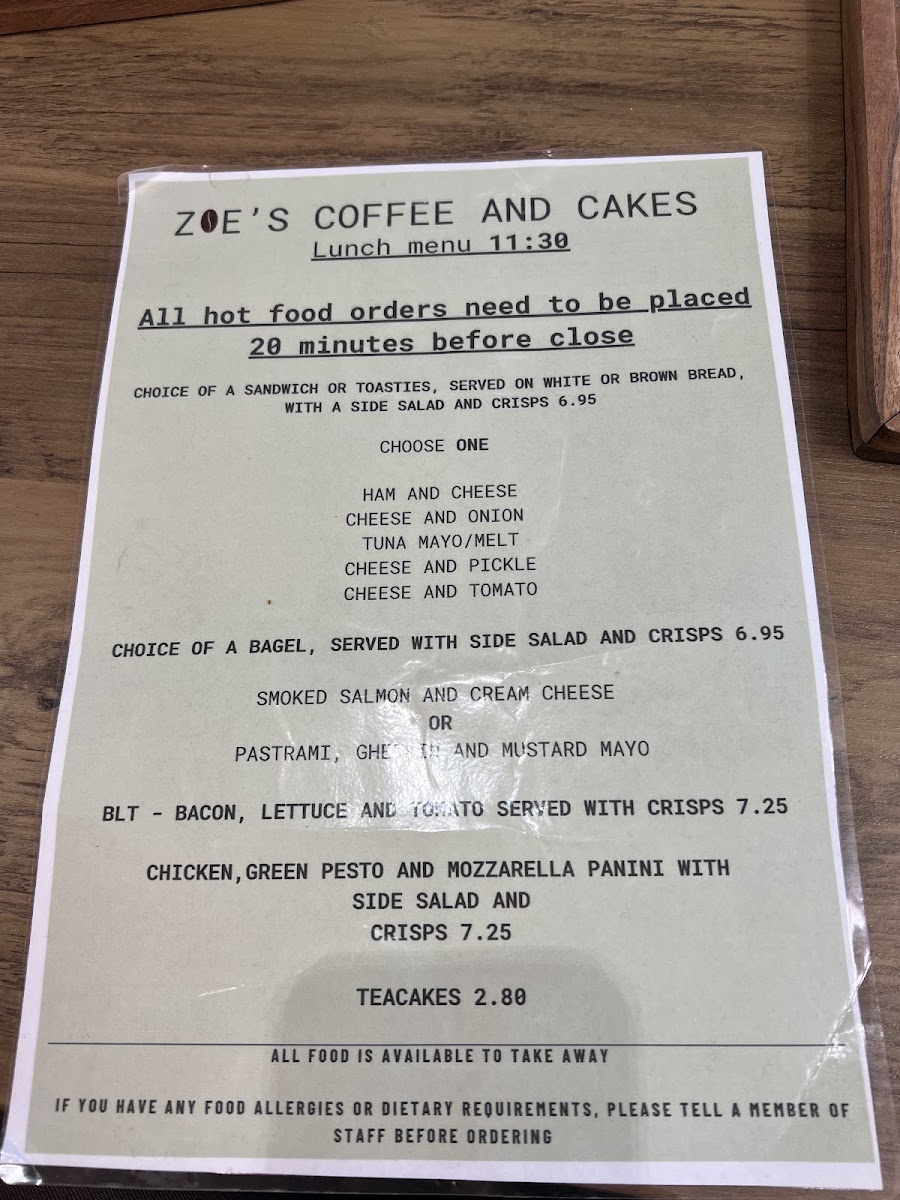 ZOE'S COFFEE AND CAKES
Lunch menu 11:30
All hot food orders need to be placed
20 minutes before close
CHOICE OF A SANDWICH OR TOASTIES, SERVED ON WHITE OR BROWN BREAD,
WITH A SIDE SALAD AND CRISPS 6.95
CHOOSE ONE
HAM AND CHEESE
CHEESE AND ONION
TUNA MAYO/MELT
CHEESE AND PICKLE
CHEESE AND TOMATO
CHOICE OF A BAGEL, SERVED WITH SIDE SALAD AND CRISPS 6.95
SMOKED SALMON AND CREAM CHEESE
OR
PASTRAMI, AND MUSTARD MAYO
BLT - BACON, LETTUCE AND TOMATO SERVED WITH CRISPS 7.25
CHICKEN,GREEN PESTO AND MOZZARELLA PANINI WITH
SIDE SALAD AND
CRISPS 7.25
TEACAKES 2.80
ALL FOOD IS AVAILABLE TO TAKE AWAY
IF YOU HAVE ANY FOOD ALLERGIES OR DIETARY REQUIREMENTS, PLEASE TELL A MEMBER OF
STAFF BEFORE ORDERING